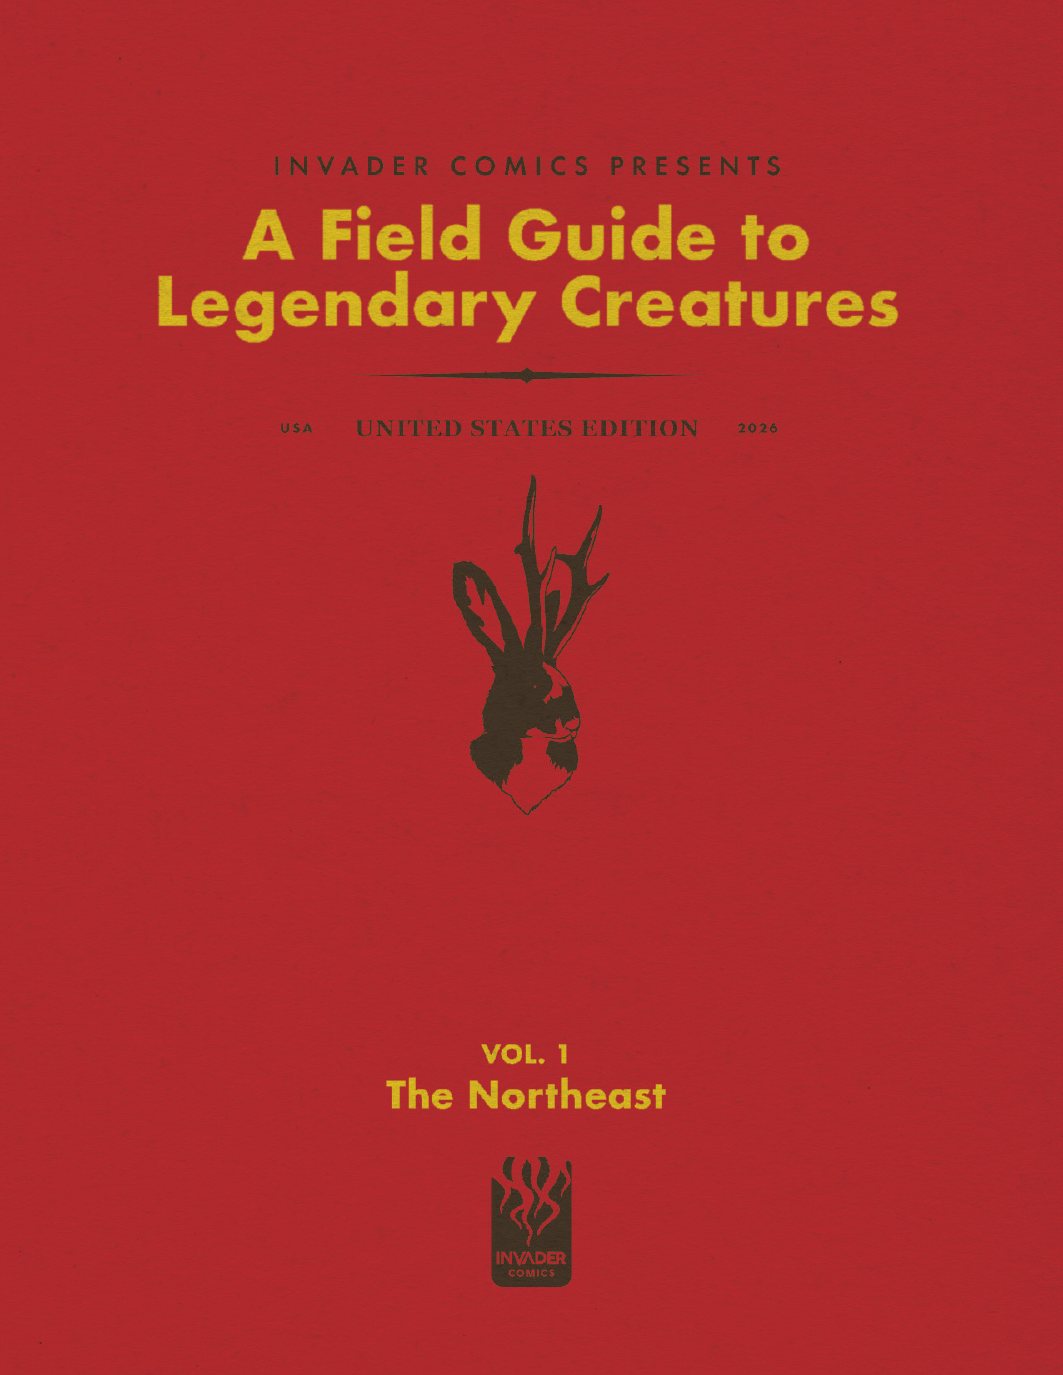 INVADER COMICS PRESENTS
A Field Guide to
Legendary Creatures
USA UNITED STATES EDITION 2026
VOL. 1
The Northeast
INVADER
COMICS